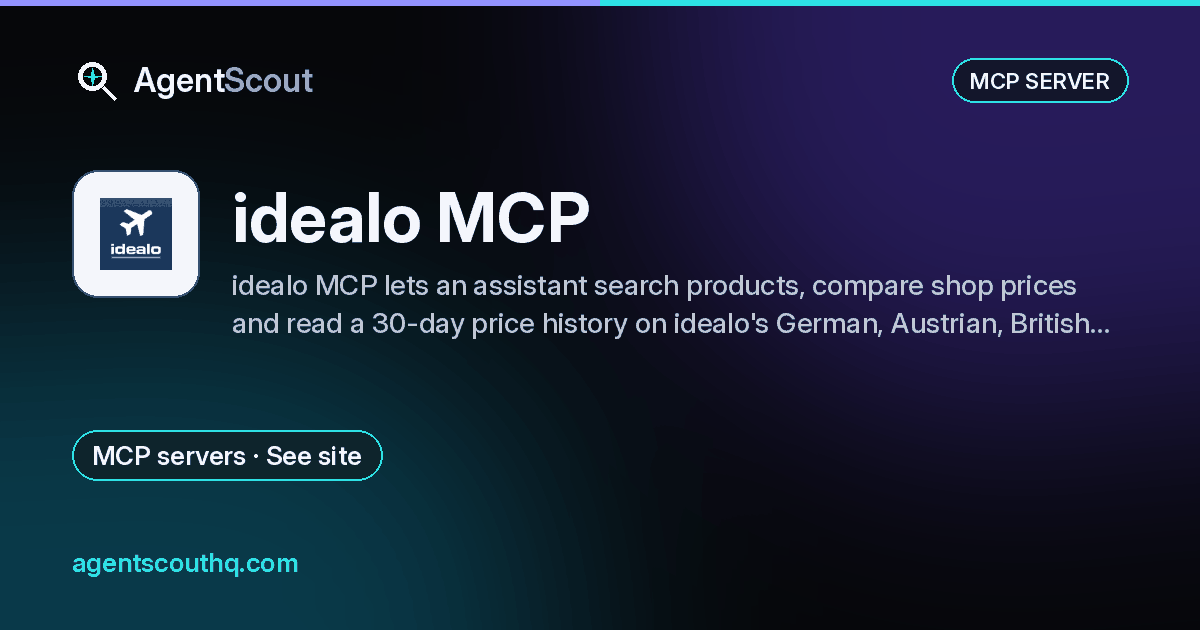 AgentScout
MCP SERVER
idealo
idealo MCP
idealo MCP lets an assistant search products, compare shop prices
and read a 30-day price history on idealo's German, Austrian, British...
MCP servers · See site
agentscouthq.com